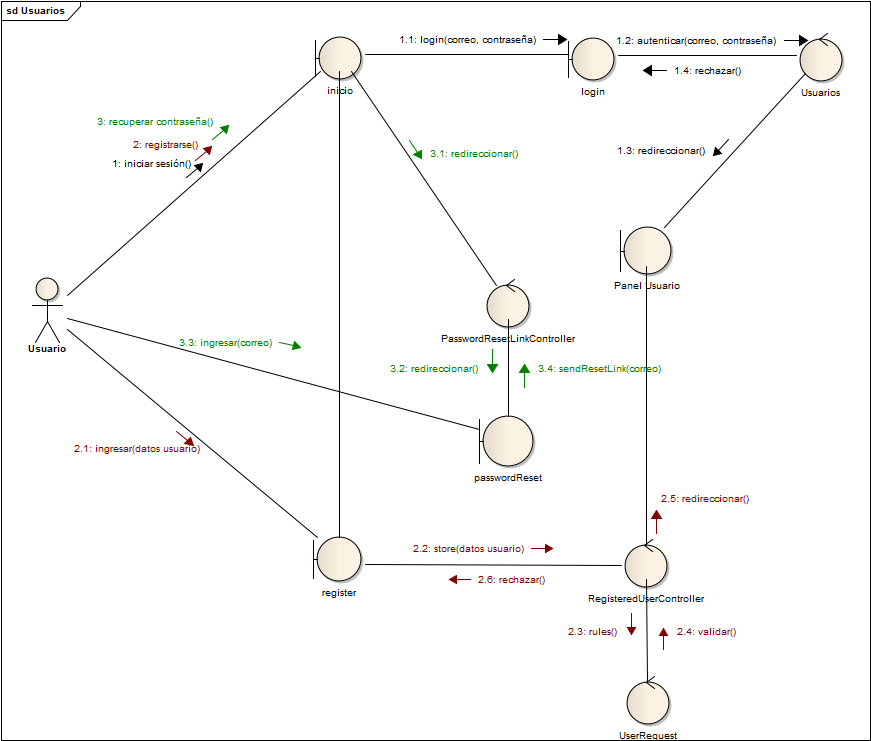 sd Usuarios
1.1: login(correo, contraseña)
1.2: autenticar(correo, contraseña)
1.4: rechazar()
inicio
login
Usuarios
3: recuperar contraseña()
2: registrarse()
1: iniciar sesión()
3.1: redireccionar()
1.3: redireccionar()
Panel Usuario
Usuario
PasswordResetLinkController
3.3: ingresar(correo)
3.2: redireccionar()
3.4: sendResetLink(correo)
2.1: ingresar(datos usuario)
passwordReset
2.5: redireccionar()
2.2: store(datos usuario)
2.6: rechazar()
register
RegisteredUserController
2.3: rules()
2.4: validar()
UserRequest